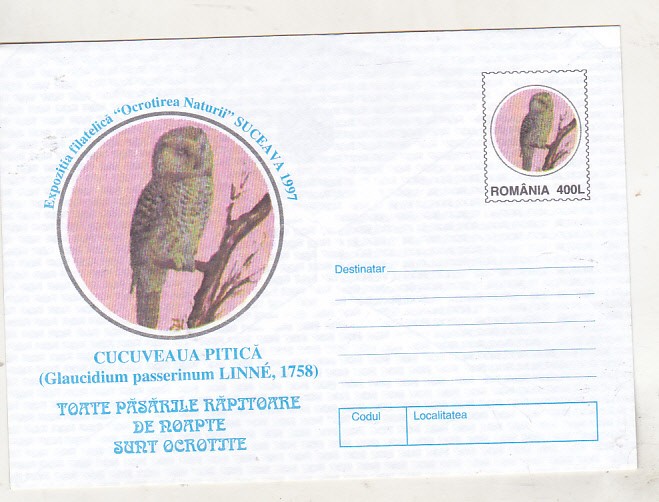 Expoziția filatelică "Ocrotirea Naturii" SUCEAVA 1997
ROMÂNIA 400L
Destinatar
CUCUVEAUA PITICĂ
(Glaucidium passerinum LINNÉ, 1758)
TOATE PĂSĂRILE RĂPITOARE
DE NOAPTE
SUNT OCROTITE
Codul
Localitatea